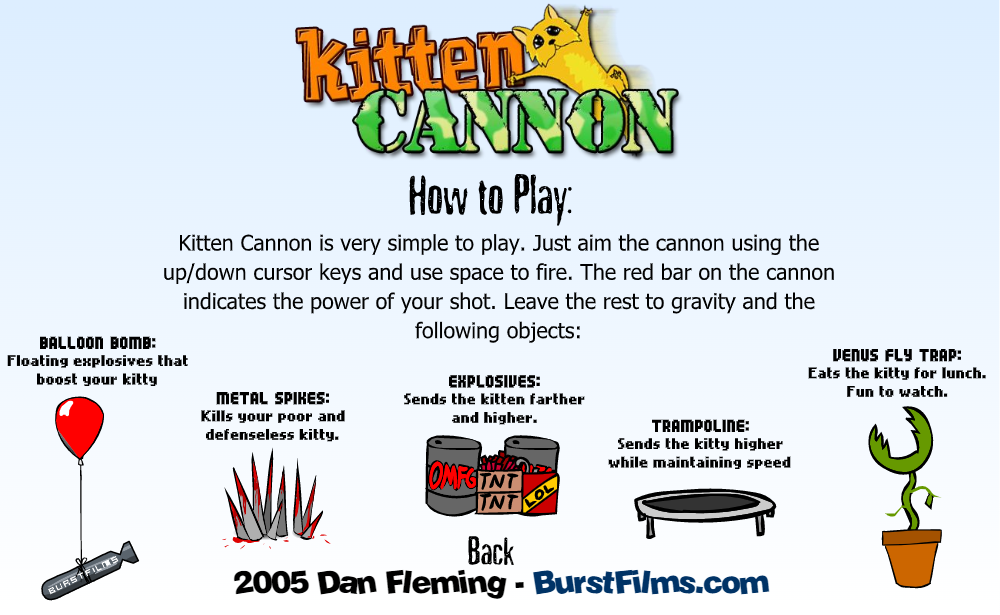 kitten
CANNON
How to Play:
Kitten Cannon is very simple to play. Just aim the cannon using the
up/down cursor keys and use space to fire. The red bar on the cannon
indicates the power of your shot. Leave the rest to gravity and the
following objects:
BALLOON BOMB:
Floating explosives that
boost your kitty
BURSTFILMS
METAL SPIKES:
Kills your poor and
defenseless kitty.
EXPLOSIVES:
Sends the kitten farther
and higher.
OMFG
TNT
TNT
LOL
TRAMPOLINE:
Sends the kitty higher
while maintaining speed
VENUS FLY TRAP:
Eats the kitty for lunch.
Fun to watch.
Back
2005 Dan Fleming - BurstFilms.com